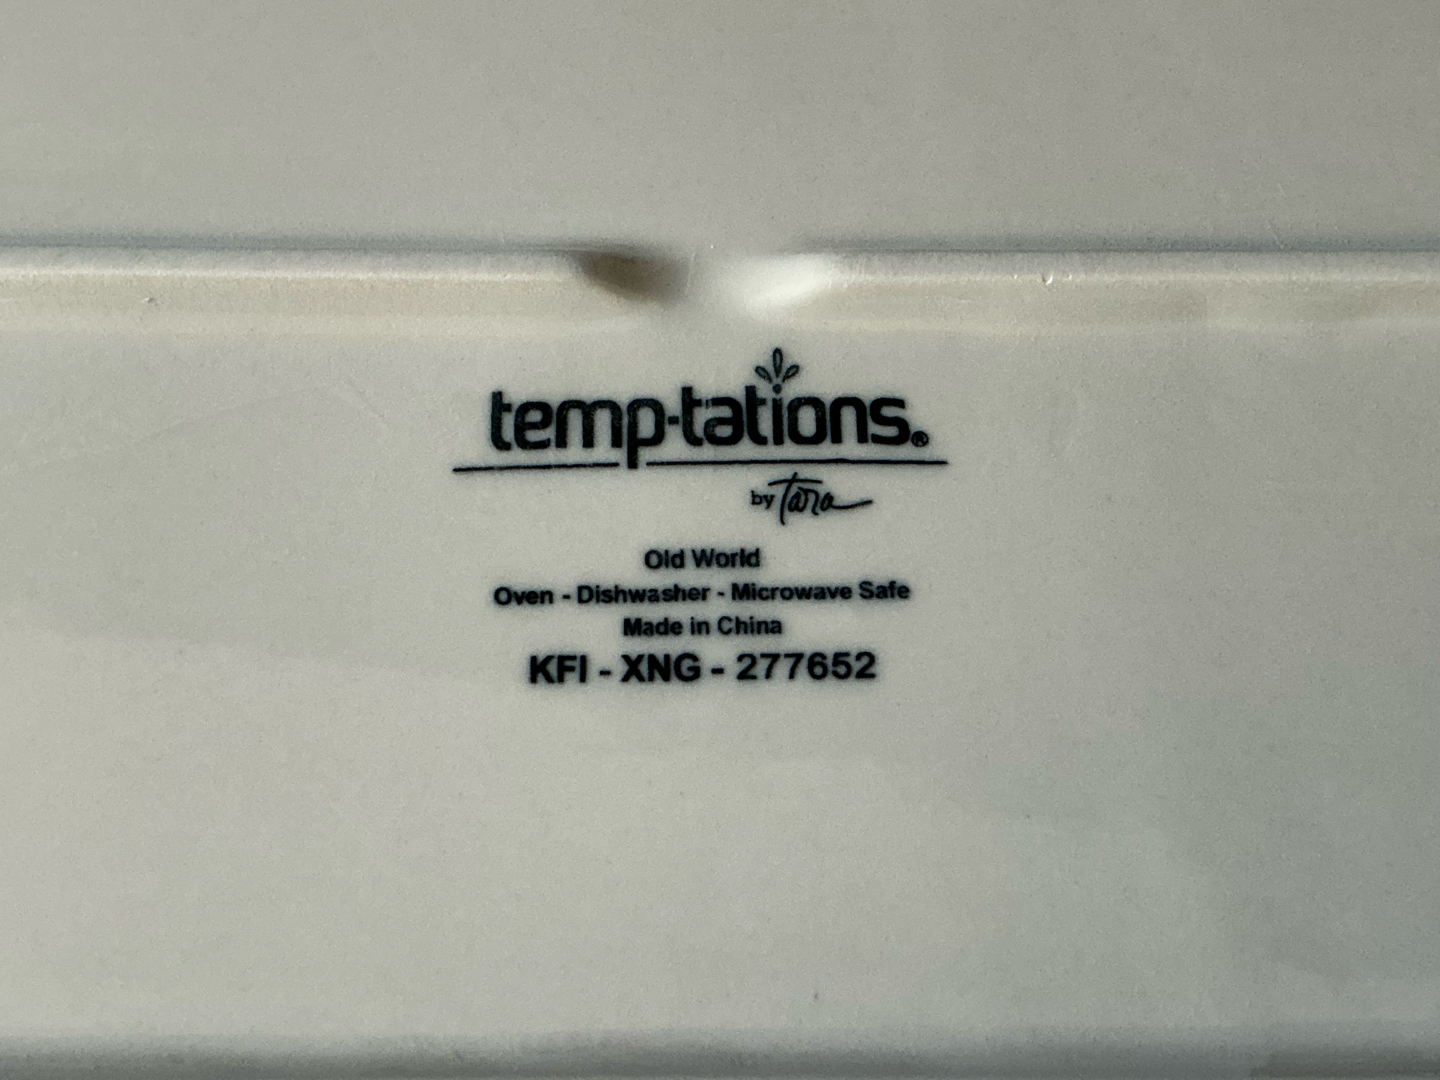 temp-tations®
by Tara
Old World
Oven - Dishwasher - Microwave Safe
Made in China
KFI - XNG - 277652